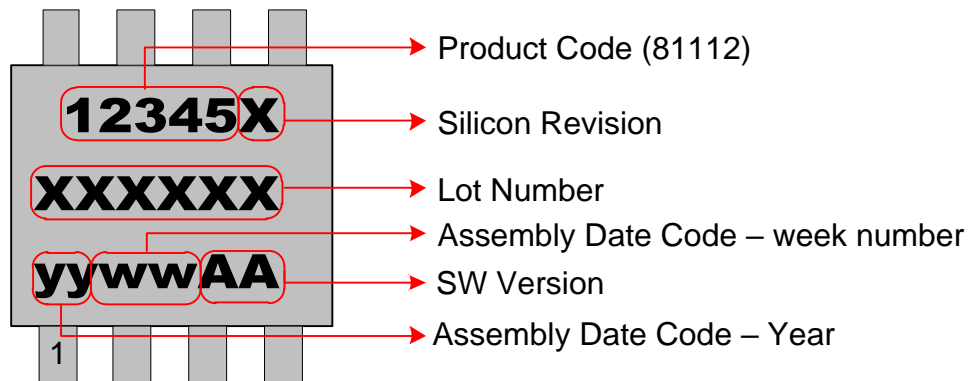 Product Code (81112)
12345X
Silicon Revision
XXXXXX
Lot Number
Assembly Date Code – week number
yywwAA
SW Version
Assembly Date Code – Year
1